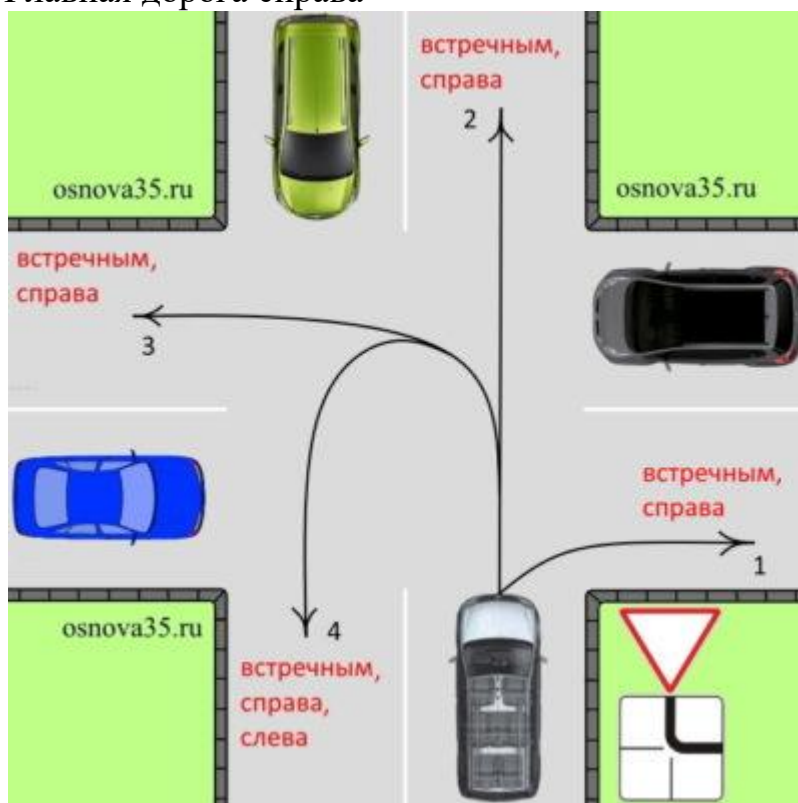 Главная дорога справа
встречным,
справа
2
osnova35.ru
osnova35.ru
встречным,
справа
3
встречным,
справа
1
osnova35.ru
4
встречным,
справа,
слева